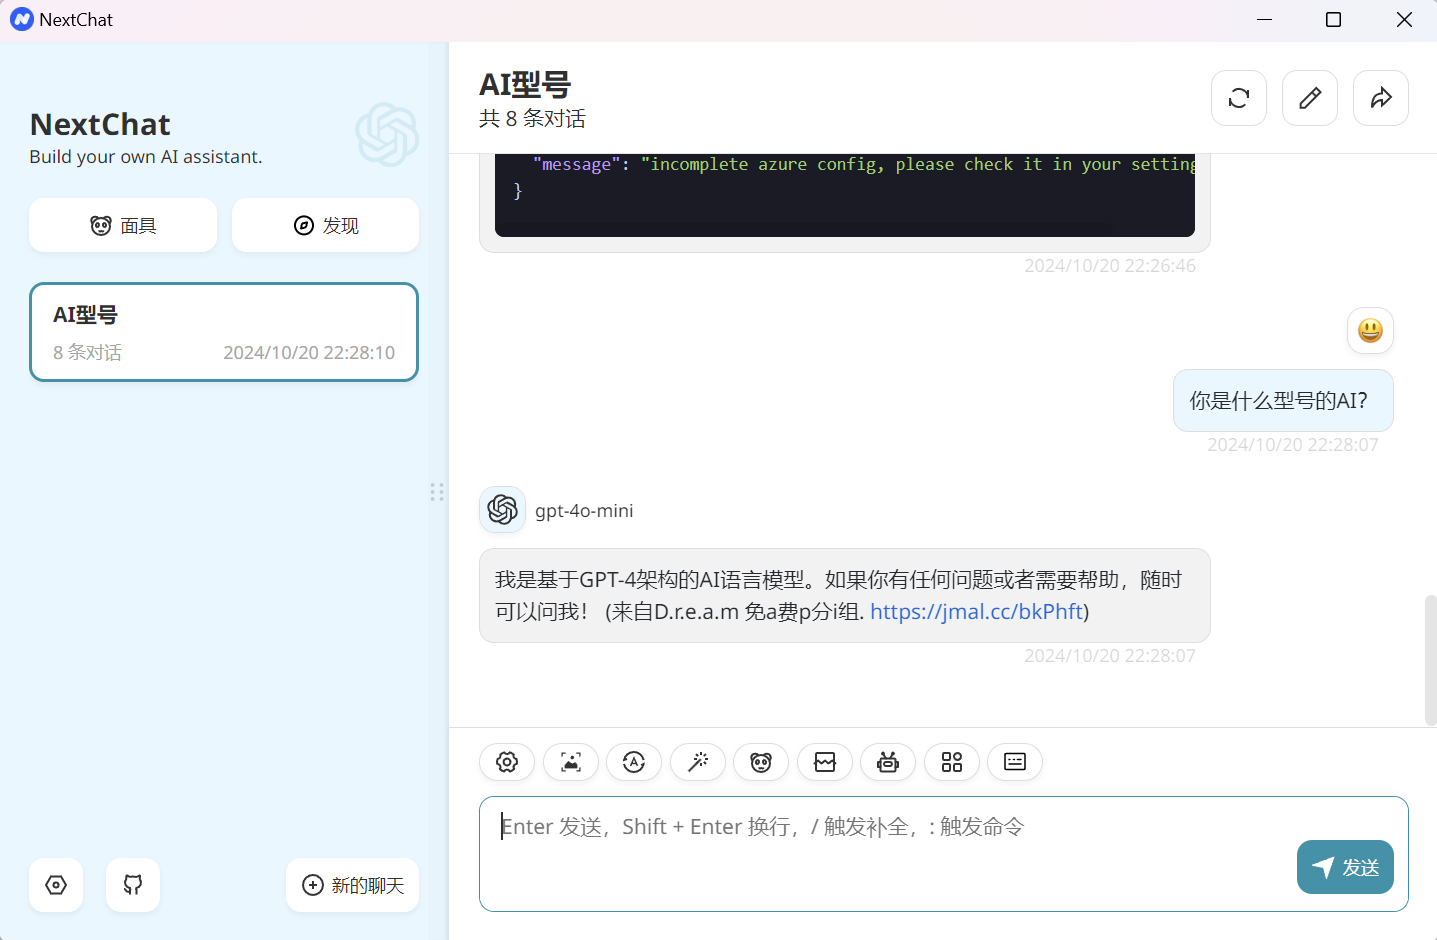 NextChat
NextChat
Build your own AI assistant.
面具
发现
AI型号
8 条对话
2024/10/20 22:28:10
新的聊天
AI型号
共 8 条对话
"message": "incomplete azure config, please check it in your setting
}
2024/10/20 22:26:46
你是什么型号的AI?
2024/10/20 22:28:07
gpt-4o-mini
我是基于GPT-4架构的AI语言模型。如果你有任何问题或者需要帮助，随时
可以问我！ (来自D.r.e.a.m 免a费p分i组. https://jmal.cc/bkPhft)
2024/10/20 22:28:07
Enter 发送，Shift + Enter 换行，/ 触发补全，: 触发命令
发送